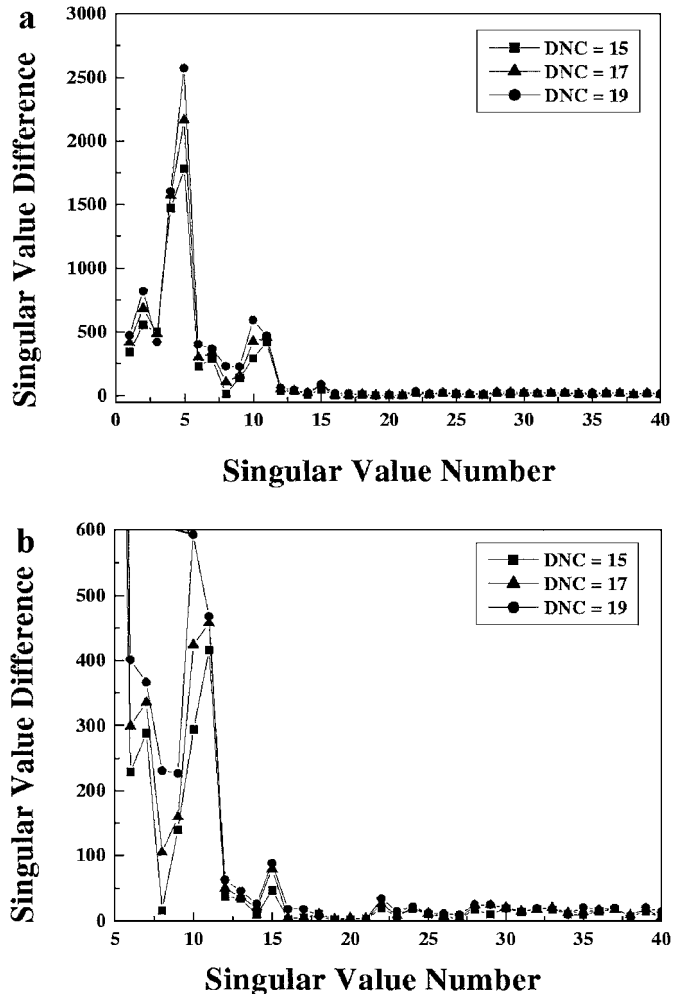 a
3000
2500
2000
1500
1000
500
0
Singular Value Difference
DNC = 15
DNC = 17
DNC = 19
0 5 10 15 20 25 30 35 40
Singular Value Number
b
600
500
400
300
200
100
0
Singular Value Difference
DNC = 15
DNC = 17
DNC = 19
5 10 15 20 25 30 35 40
Singular Value Number